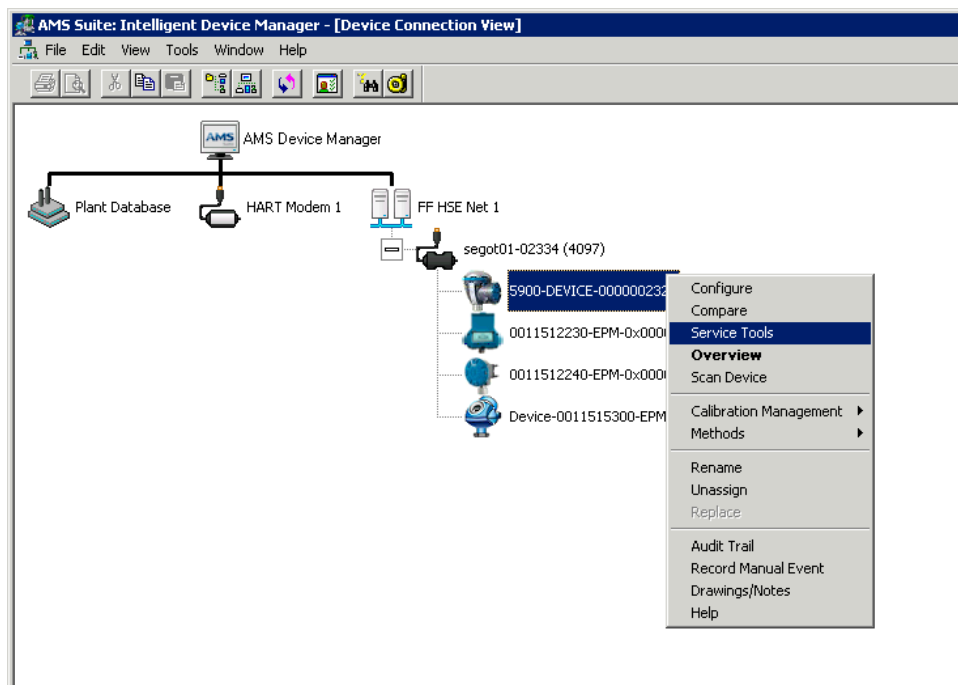 AMS Suite: Intelligent Device Manager - [Device Connection View]
File Edit View Tools Window Help
AMS
AMS Device Manager
Plant Database
HART Modem 1
FF HSE Net 1
segot01-02334 (4097)
5900-DEVICE-000000232
0011512230-EPM-0x000
0011512240-EPM-0x000
Device-0011515300-EPM
Configure
Compare
Service Tools
Overview
Scan Device
Calibration Management
Methods
Rename
Unassign
Replace
Audit Trail
Record Manual Event
Drawings/Notes
Help